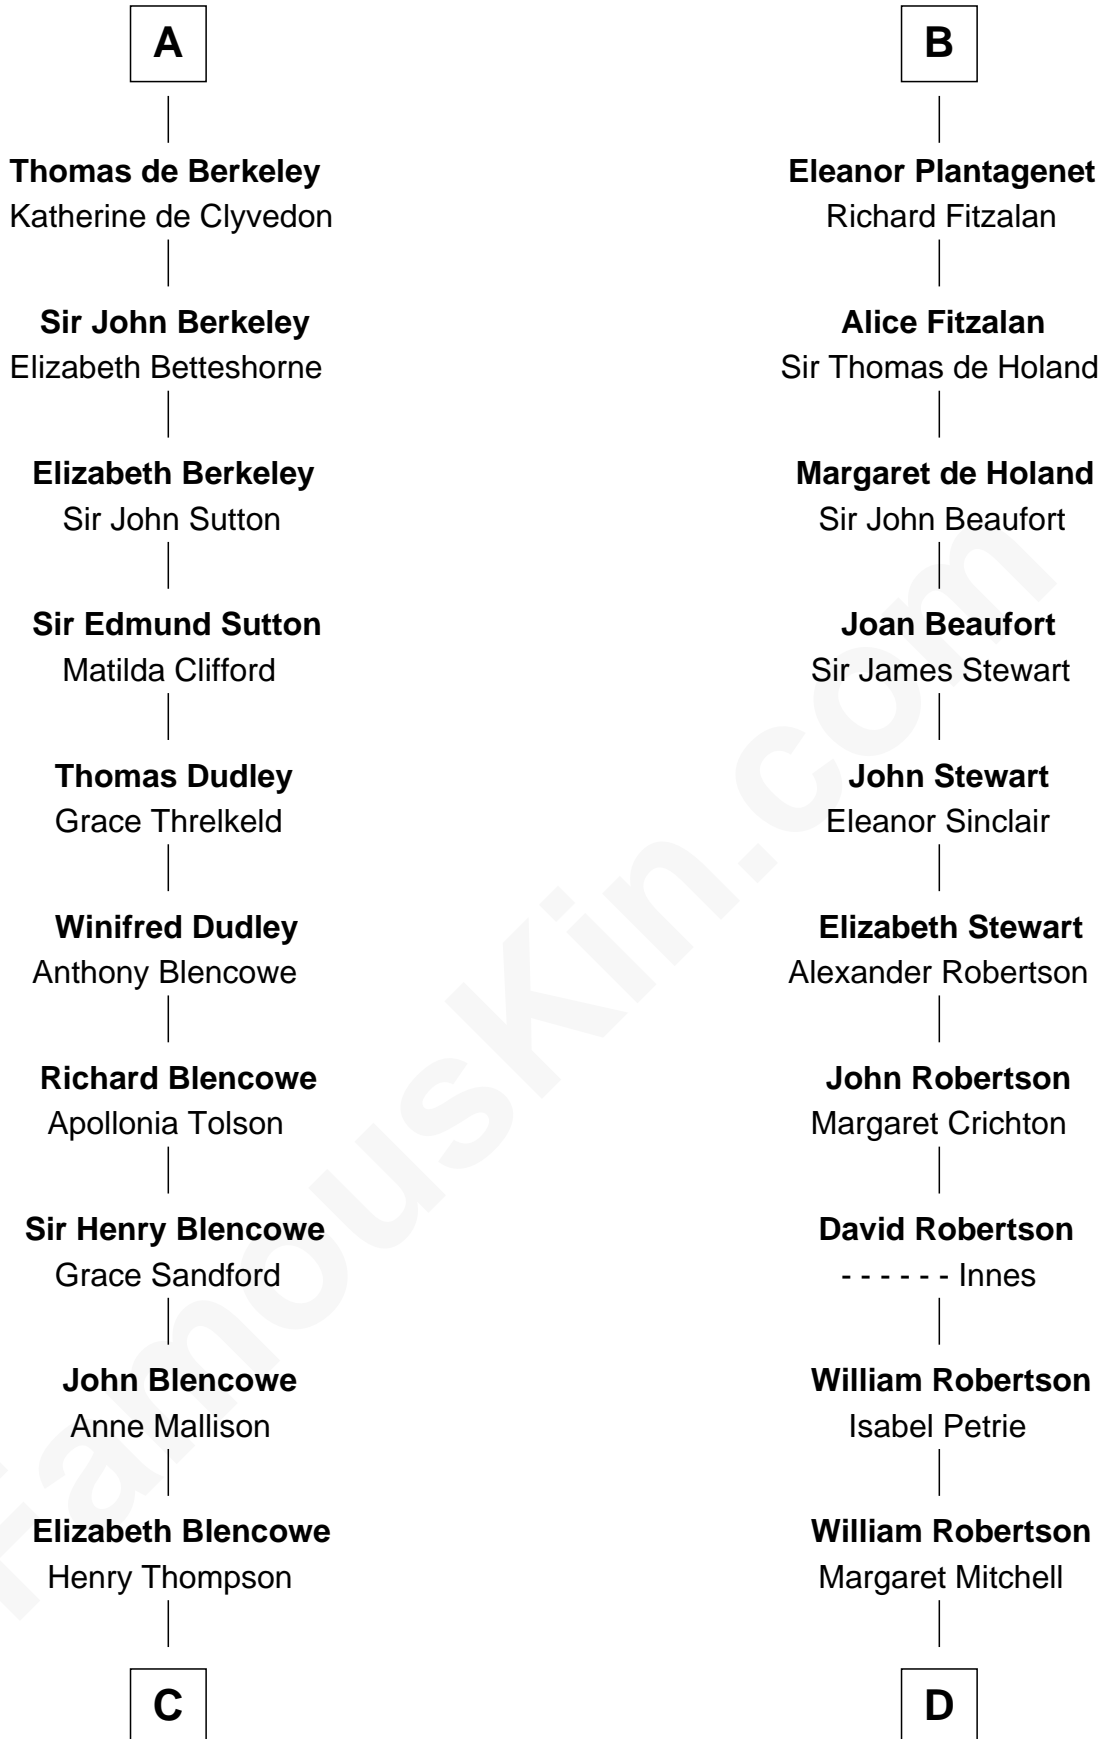 A
Thomas de Berkeley
Katherine de Clyvedon
Sir John Berkeley
Elizabeth Betteshorne
Elizabeth Berkeley
Sir John Sutton
Sir Edmund Sutton
Matilda Clifford
Thomas Dudley
Grace Threlkeld
Winifred Dudley
Anthony Blencowe
Richard Blencowe
Apollonia Tolson
Sir Henry Blencowe
Grace Sandford
John Blencowe
Anne Mallison
Elizabeth Blencowe
Henry Thompson
C
B
Eleanor Plantagenet
Richard Fitzalan
Alice Fitzalan
Sir Thomas de Holand
Margaret de Holand
Sir John Beaufort
Joan Beaufort
Sir James Stewart
John Stewart
Eleanor Sinclair
Elizabeth Stewart
Alexander Robertson
John Robertson
Margaret Crichton
David Robertson
- - - - - - Innes
William Robertson
Isabel Petrie
William Robertson
Margaret Mitchell
D
FamousKin.com